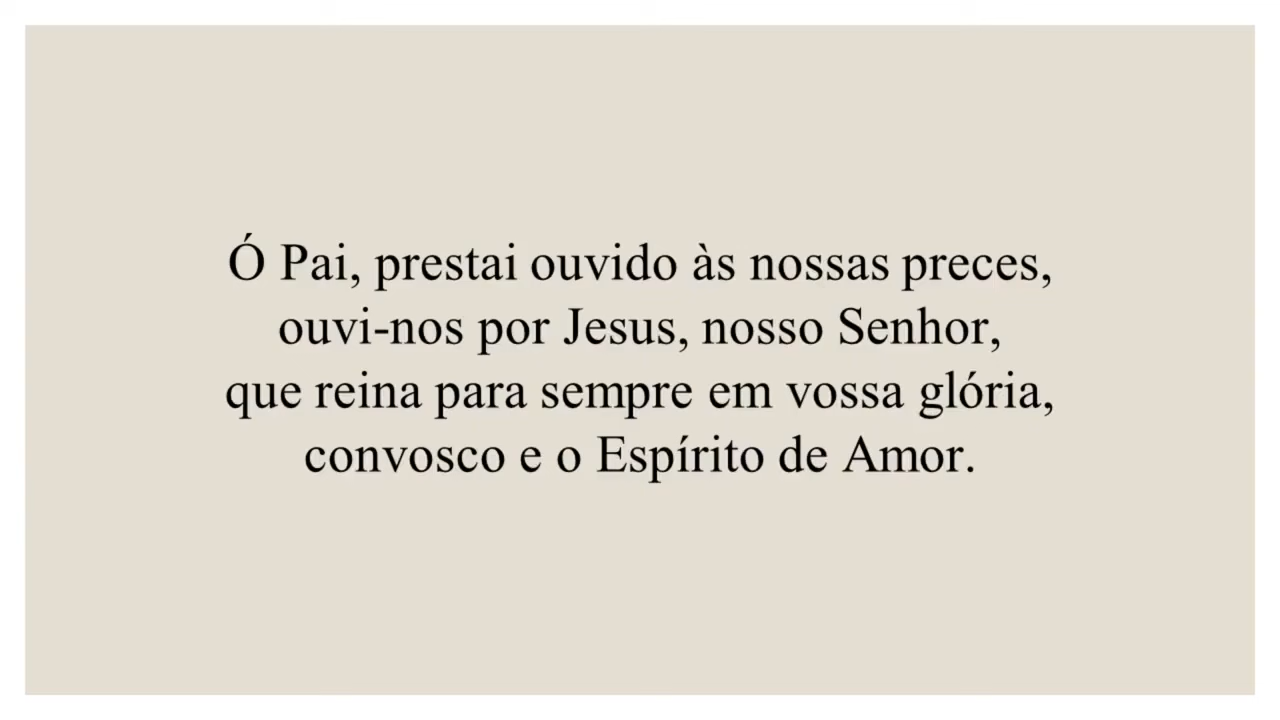 Ó Pai, prestai ouvido às nossas preces,
ouvi-nos por Jesus, nosso Senhor,
que reina para sempre em vossa glória,
convosco e o Espírito de Amor.